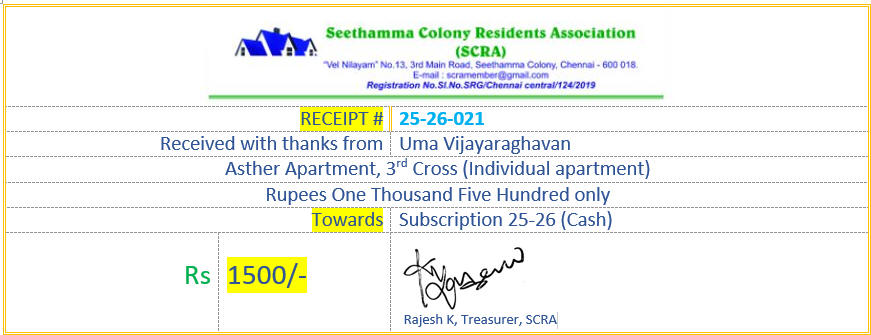 Seethamma Colony Residents Association
(SCRA)
"Vel Nilayam" No.13, 3rd Main Road, Seethamma Colony, Chennai - 600 018.
E-mail : scramember@gmail.com
Registration No.Sl.No.SRG/Chennai central/124/2019
RECEIPT # 25-26-021
Received with thanks from Uma Vijayaraghavan
Asther Apartment, 3rd Cross (Individual apartment)
Rupees One Thousand Five Hundred only
Towards Subscription 25-26 (Cash)
Rs 1500/-
Rajesh K, Treasurer, SCRA